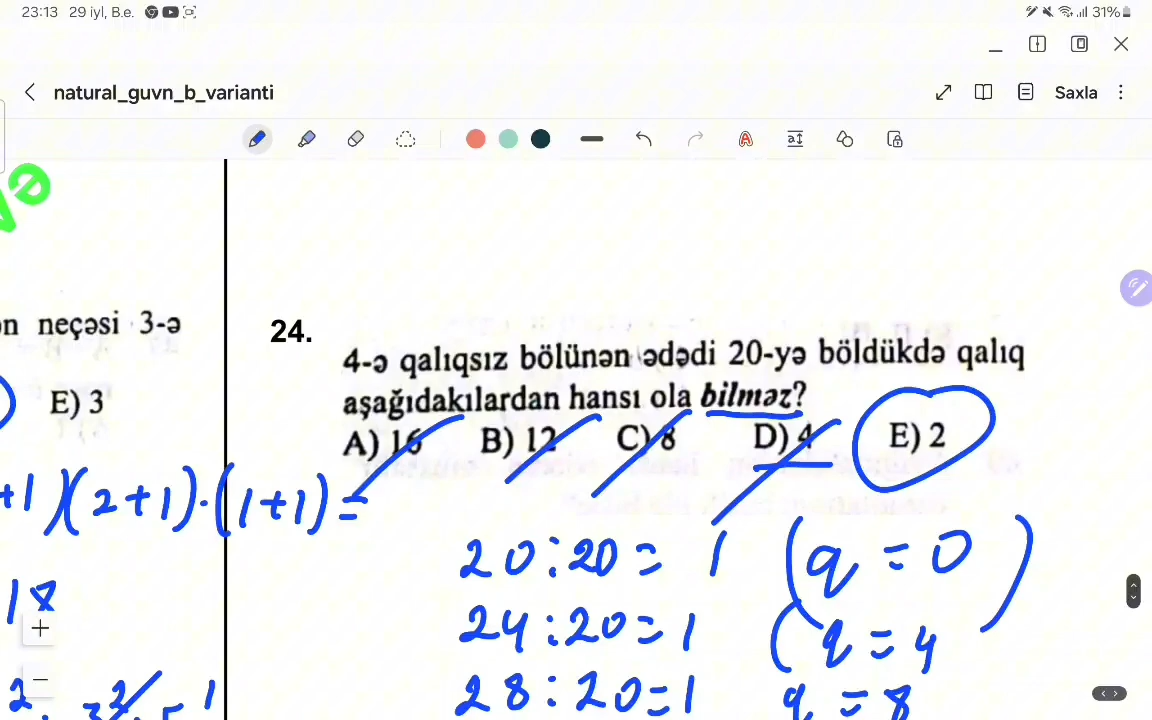 23:13 29 iyl, B.e. 31%
natural_guvn_b_varianti
Saxla
n neçəsi 3-ə
E) 3
24.
4-ə qalıqsız bölünən ədədi 20-yə böldükdə qalıq
aşağıdakılardan hansı ola bilməz?
A) 16 B) 12 C) 8 D) 4 E) 2
+1)(2+1)·(1+1)=
20:20=1 (q=0)
18
24:20=1 (q=4
28:20=1 q=8